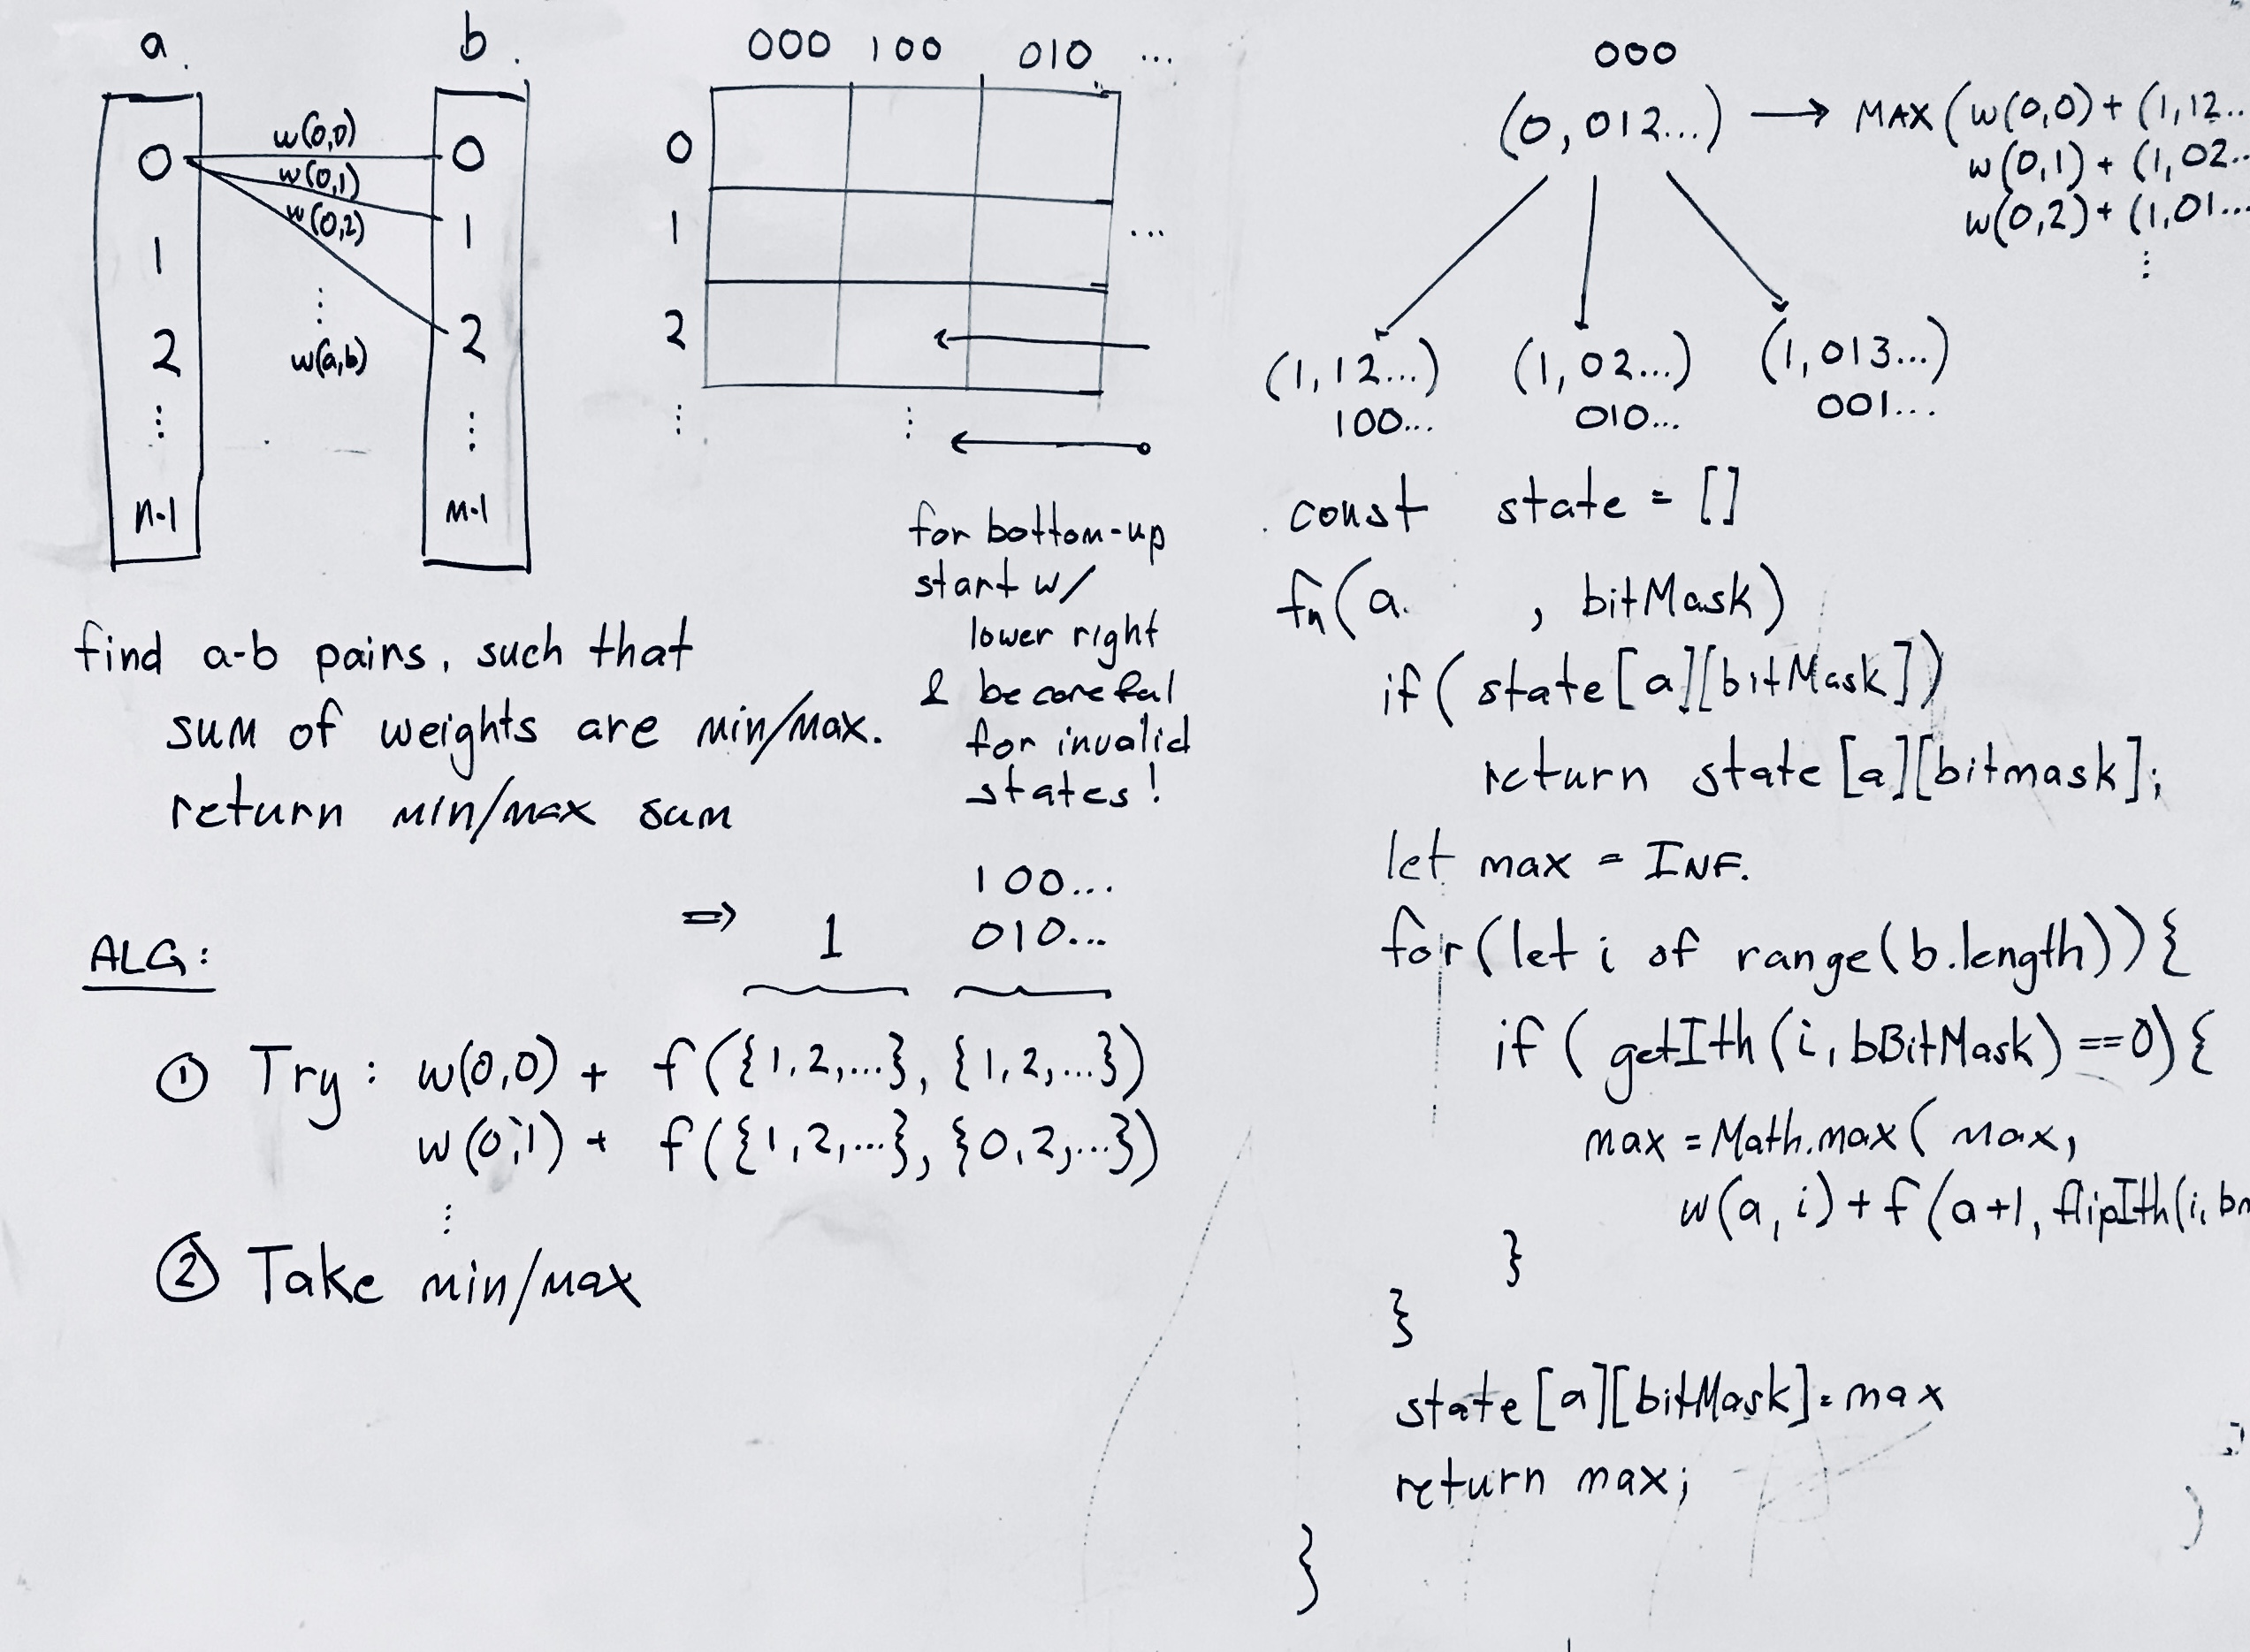 a.
b.
0
1
2
⋮
n-1
w(0,0)
w(0,1)
w(0,2)
⋮
w(a,b)
0
1
2
⋮
m-1
000 100 010 ...
0
1 ...
2
⋮ ⋮
for bottom-up
start w/
lower right
& be careful
for invalid
states!
find a-b pairs, such that
sum of weights are min/max.
return min/max sum
100...
⇒ 1 010...
ALG:
① Try: w(0,0) + f({1,2,...}, {1,2,...})
w(0,1) + f({1,2,...}, {0,2,...})
⋮
② Take min/max
000
(0, 012...) → MAX(w(0,0) + (1,12..
w(0,1) + (1,02..
w(0,2) + (1,01...
⋮
(1,12...) (1,02...) (1,013...)
100... 010... 001...
const state = []
fn(a. , bitMask)
if( state[a][bitMask])
return state[a][bitmask];
let max = INF.
for(let i of range(b.length)){
if( getIth(i, bBitMask) ==0){
max = Math.max( max,
w(a, i) + f(a+1, flipIth(i,
}
}
state[a][bitMask] = max
return max;
}